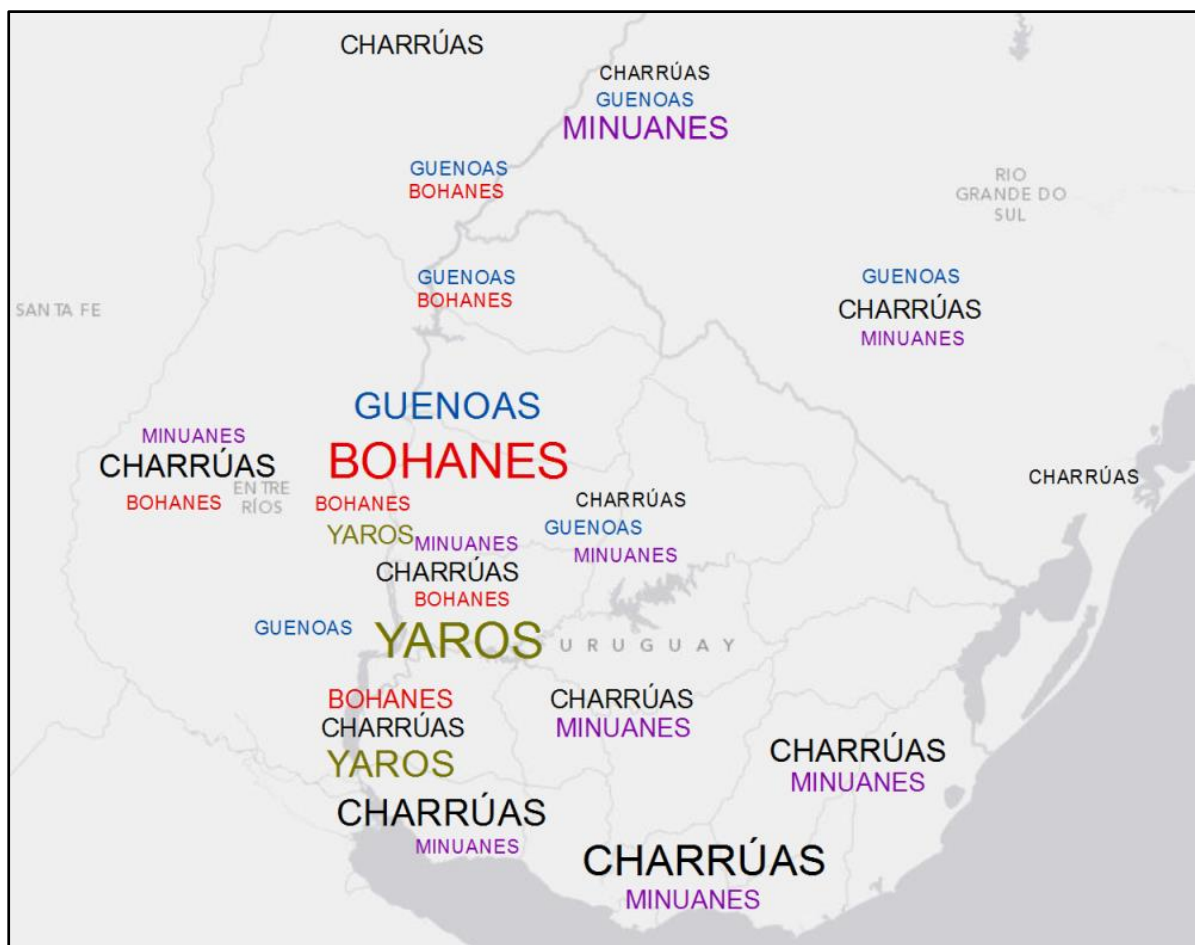 CHARRÚAS
CHARRÚAS
GUENOAS
MINUANES
GUENOAS
BOHANES
RIO
GRANDE DO
SUL
GUENOAS
BOHANES
GUENOAS
CHARRÚAS
MINUANES
SANTA FE
GUENOAS
BOHANES
MINUANES
CHARRÚAS
BOHANES
ENTRE
RÍOS
BOHANES
YAROS
MINUANES
CHARRÚAS
BOHANES
CHARRÚAS
GUENOAS
MINUANES
CHARRÚAS
GUENOAS
YAROS
URUGUAY
BOHANES
CHARRÚAS
YAROS
CHARRÚAS
MINUANES
CHARRÚAS
MINUANES
CHARRÚAS
MINUANES
CHARRÚAS
MINUANES